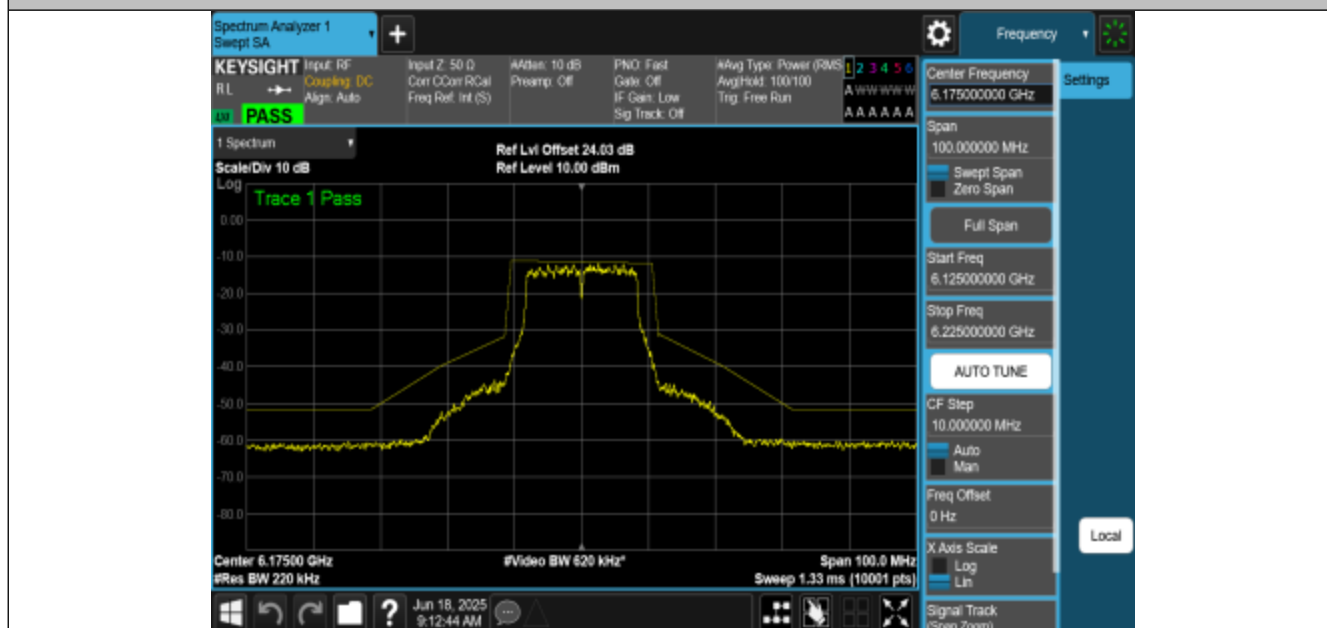 Spectrum Analyzer 1
Swept SA
+
Frequency
KEYSIGHT
RL
PASS
Input: RF
Coupling: DC
Align: Auto
Input Z: 50 Ω
Corr CCorr RCal
Freq Ref: Int (S)
#Atten: 10 dB
Preamp: Off
PNO: Fast
Gate: Off
IF Gain: Low
Sig Track: Off
#Avg Type: Power (RMS
Avg|Hold: 100/100
Trig: Free Run
1 2 3 4 5 6
A W W W W W
A A A A A A
1 Spectrum
Scale/Div 10 dB
Ref Lvl Offset 24.03 dB
Ref Level 10.00 dBm
Log
Trace 1 Pass
0.00
-10.0
-20.0
-30.0
-40.0
-50.0
-60.0
-70.0
-80.0
Center 6.17500 GHz
#Video BW 620 kHz*
Span 100.0 MHz
#Res BW 220 kHz
Sweep 1.33 ms (10001 pts)
Center Frequency
6.175000000 GHz
Settings
Span
100.000000 MHz
Swept Span
Zero Span
Full Span
Start Freq
6.125000000 GHz
Stop Freq
6.225000000 GHz
AUTO TUNE
CF Step
10.000000 MHz
Auto
Man
Freq Offset
0 Hz
X Axis Scale
Log
Lin
Local
Signal Track
(Span Zoom)
?
Jun 18, 2025
9:12:44 AM